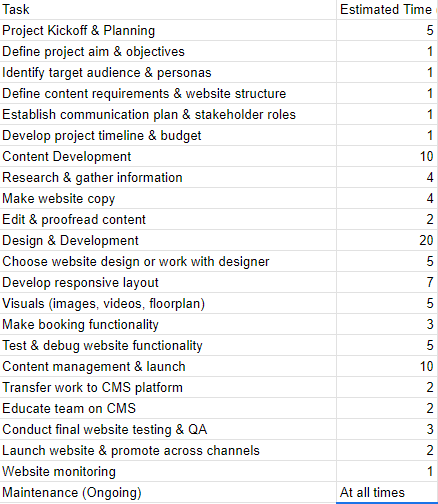 Task Estimated Time
Project Kickoff & Planning 5
Define project aim & objectives 1
Identify target audience & personas 1
Define content requirements & website structure 1
Establish communication plan & stakeholder roles 1
Develop project timeline & budget 1
Content Development 10
Research & gather information 4
Make website copy 4
Edit & proofread content 2
Design & Development 20
Choose website design or work with designer 5
Develop responsive layout 7
Visuals (images, videos, floorplan) 5
Make booking functionality 3
Test & debug website functionality 5
Content management & launch 10
Transfer work to CMS platform 2
Educate team on CMS 2
Conduct final website testing & QA 3
Launch website & promote across channels 2
Website monitoring 1
Maintenance (Ongoing) At all times